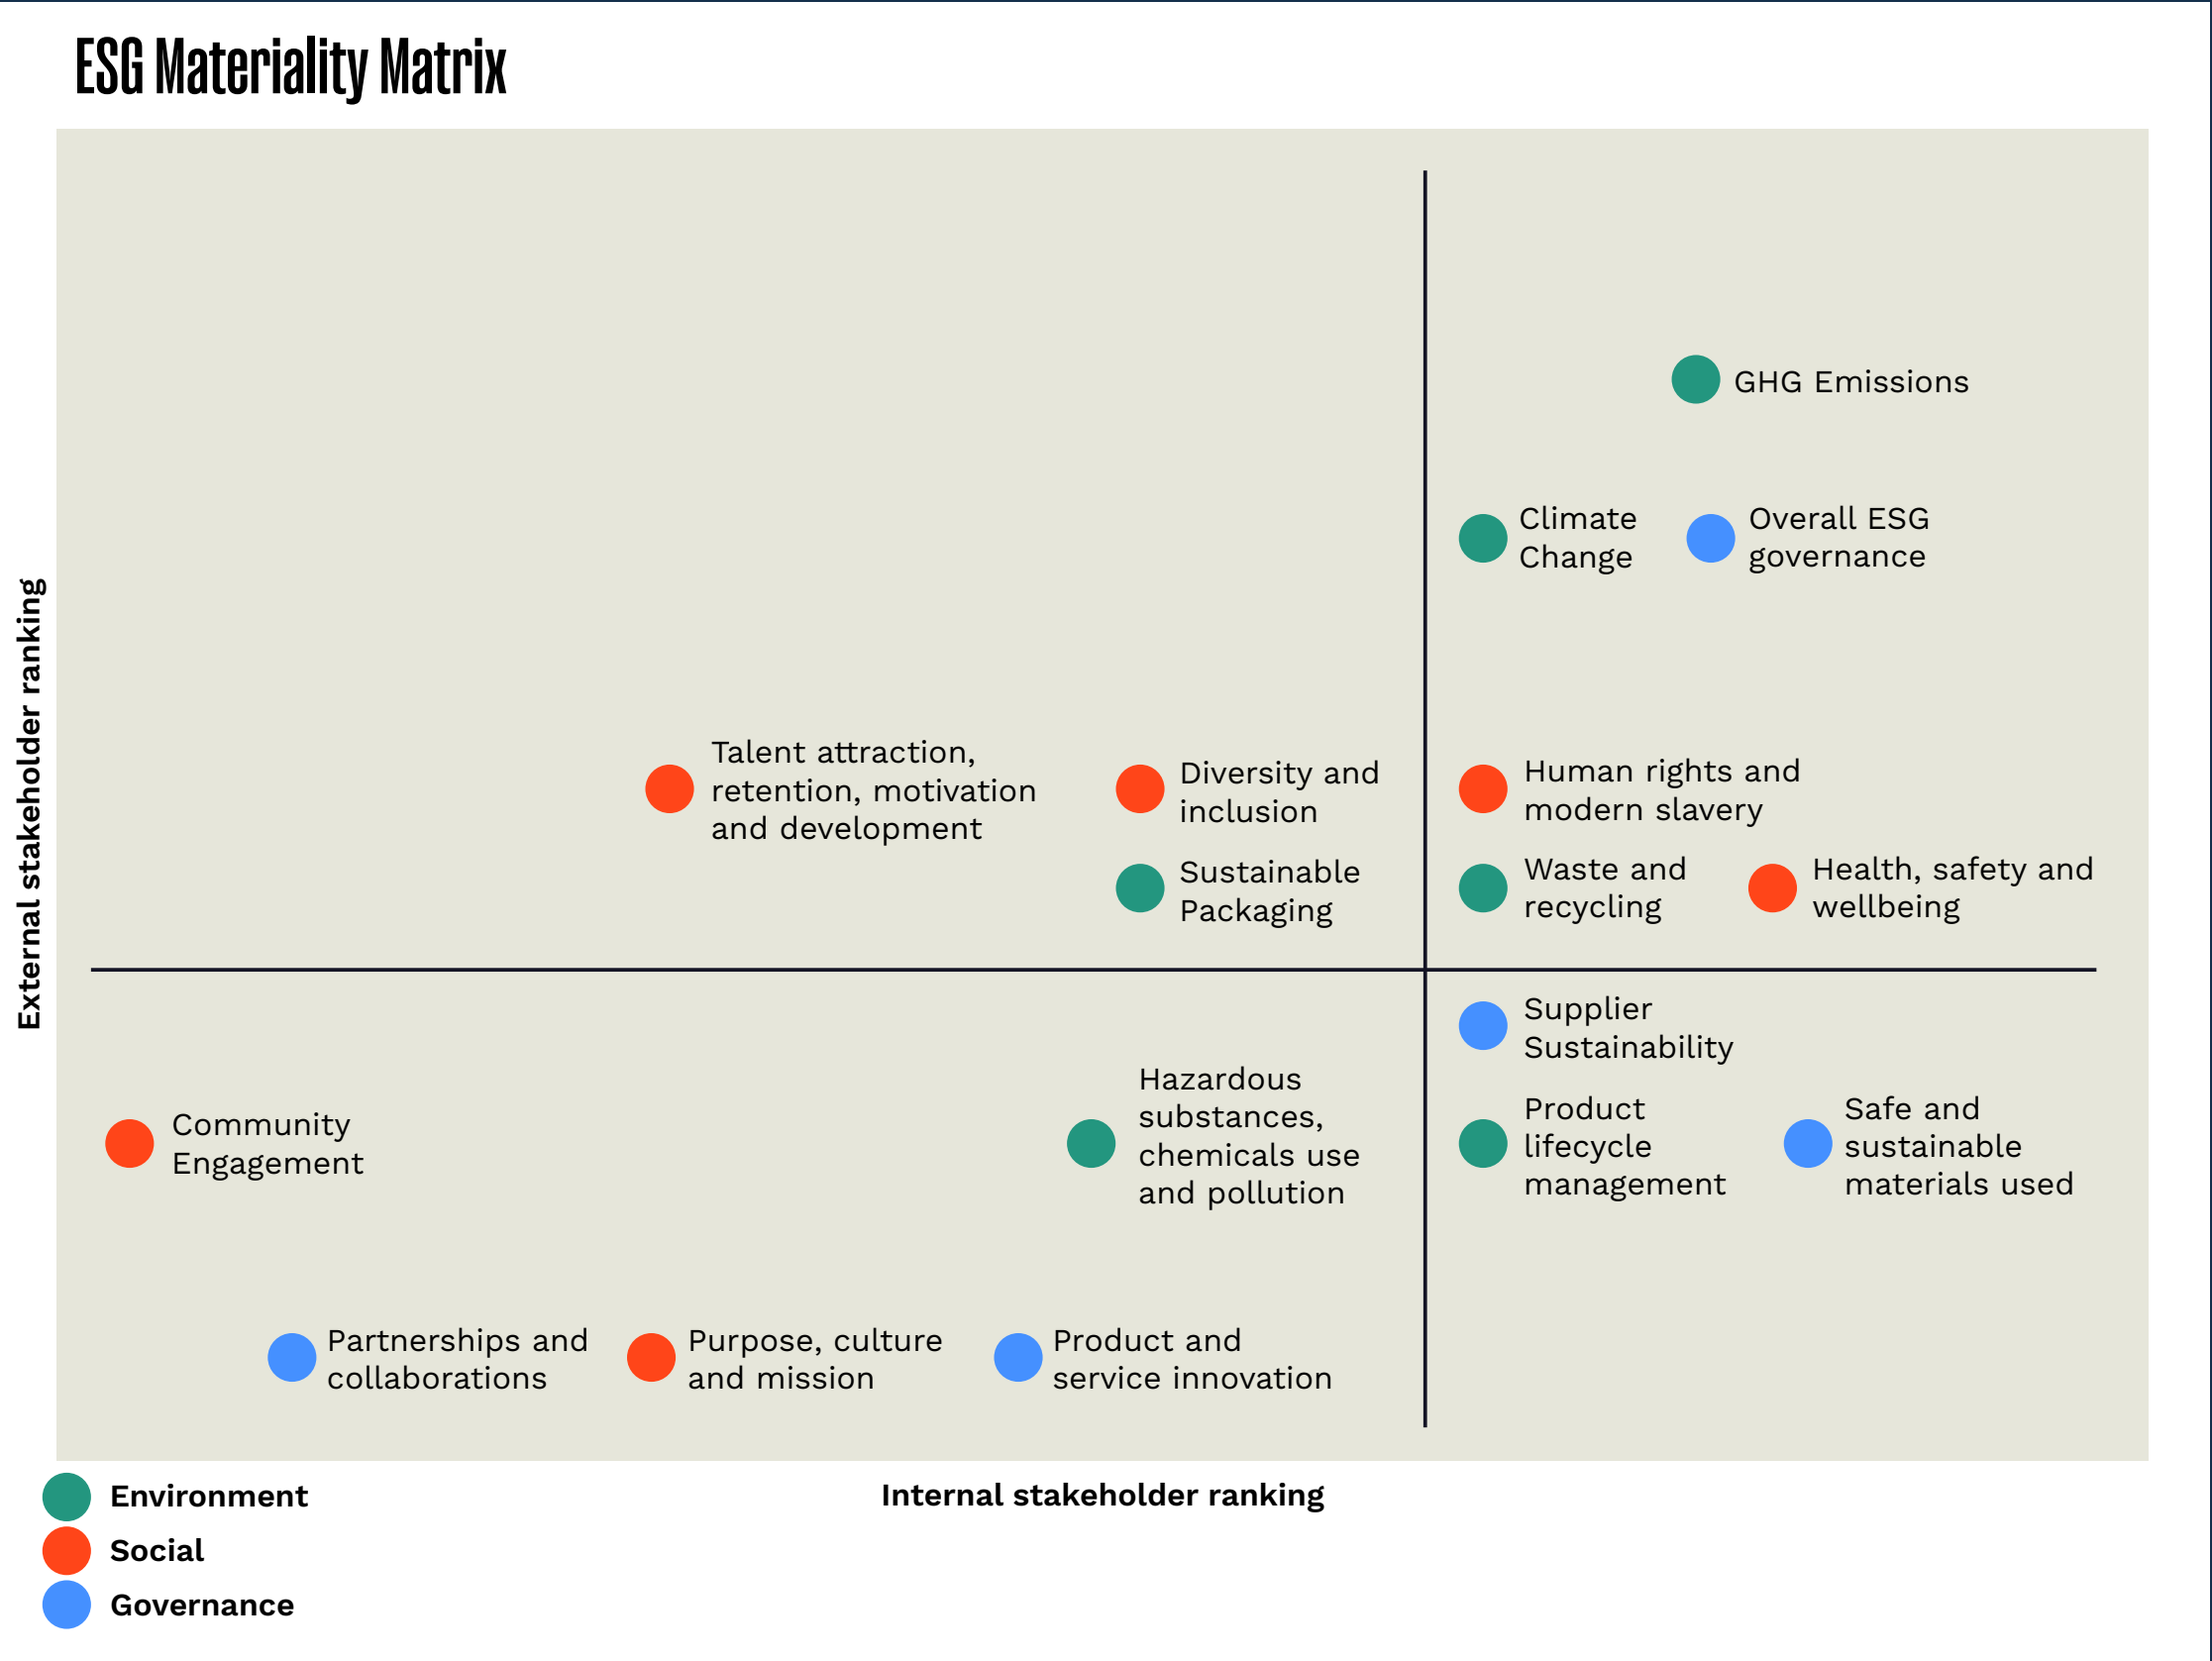 ESG Materiality Matrix
External stakeholder ranking
GHG Emissions
Climate
Change
Overall ESG
governance
Talent attraction,
retention, motivation
and development
Diversity and
inclusion
Human rights and
modern slavery
Sustainable
Packaging
Waste and
recycling
Health, safety and
wellbeing
Supplier
Sustainability
Community
Engagement
Hazardous
substances,
chemicals use
and pollution
Product
lifecycle
management
Safe and
sustainable
materials used
Partnerships and
collaborations
Purpose, culture
and mission
Product and
service innovation
Internal stakeholder ranking
Environment
Social
Governance